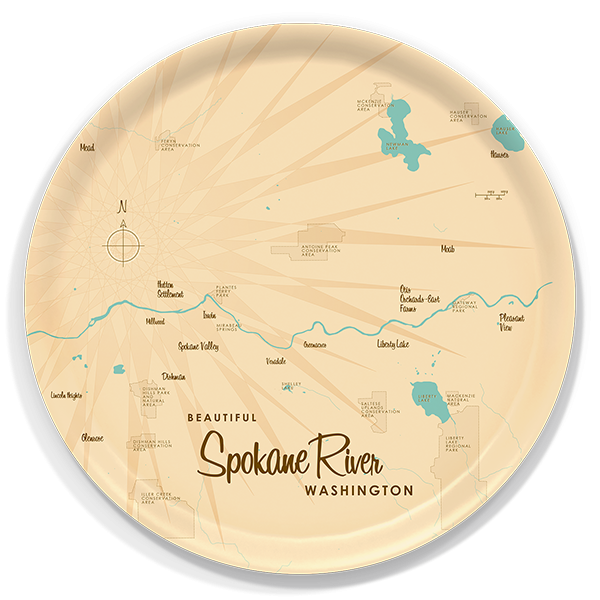 MCKENZIE
CONSERVATION
AREA
HAUSER
CONSERVATION
AREA
HAUSER
LAKE
Hauser
NEWMAN
LAKE
Mead
FEHR
CONSERVATION
AREA
N
ANTOINE PEAK
CONSERVATION
AREA
Moab
Hutton
Settlement
PLANTES
FERRY
PARK
Otis
Orchards-East
Farms
GATEWAY
REGIONAL
PARK
Millwood
Irwin
MIRABEAU
SPRINGS
Pleasant
View
Spokane Valley
Greenacres
Liberty Lake
Veradale
Dishman
SHELLEY
LAKE
Lincoln Heights
DISHMAN
HILLS PARK
AND
NATURAL
AREA
SALTESE
UPLANDS
CONSERVATION
AREA
LIBERTY
LAKE
MACKENZIE
NATURAL
AREA
BEAUTIFUL
Glenrose
DISHMAN HILLS
CONSERVATION
AREA
LIBERTY
LAKE
REGIONAL
PARK
Spokane River
WASHINGTON
ILLER CREEK
CONSERVATION
AREA